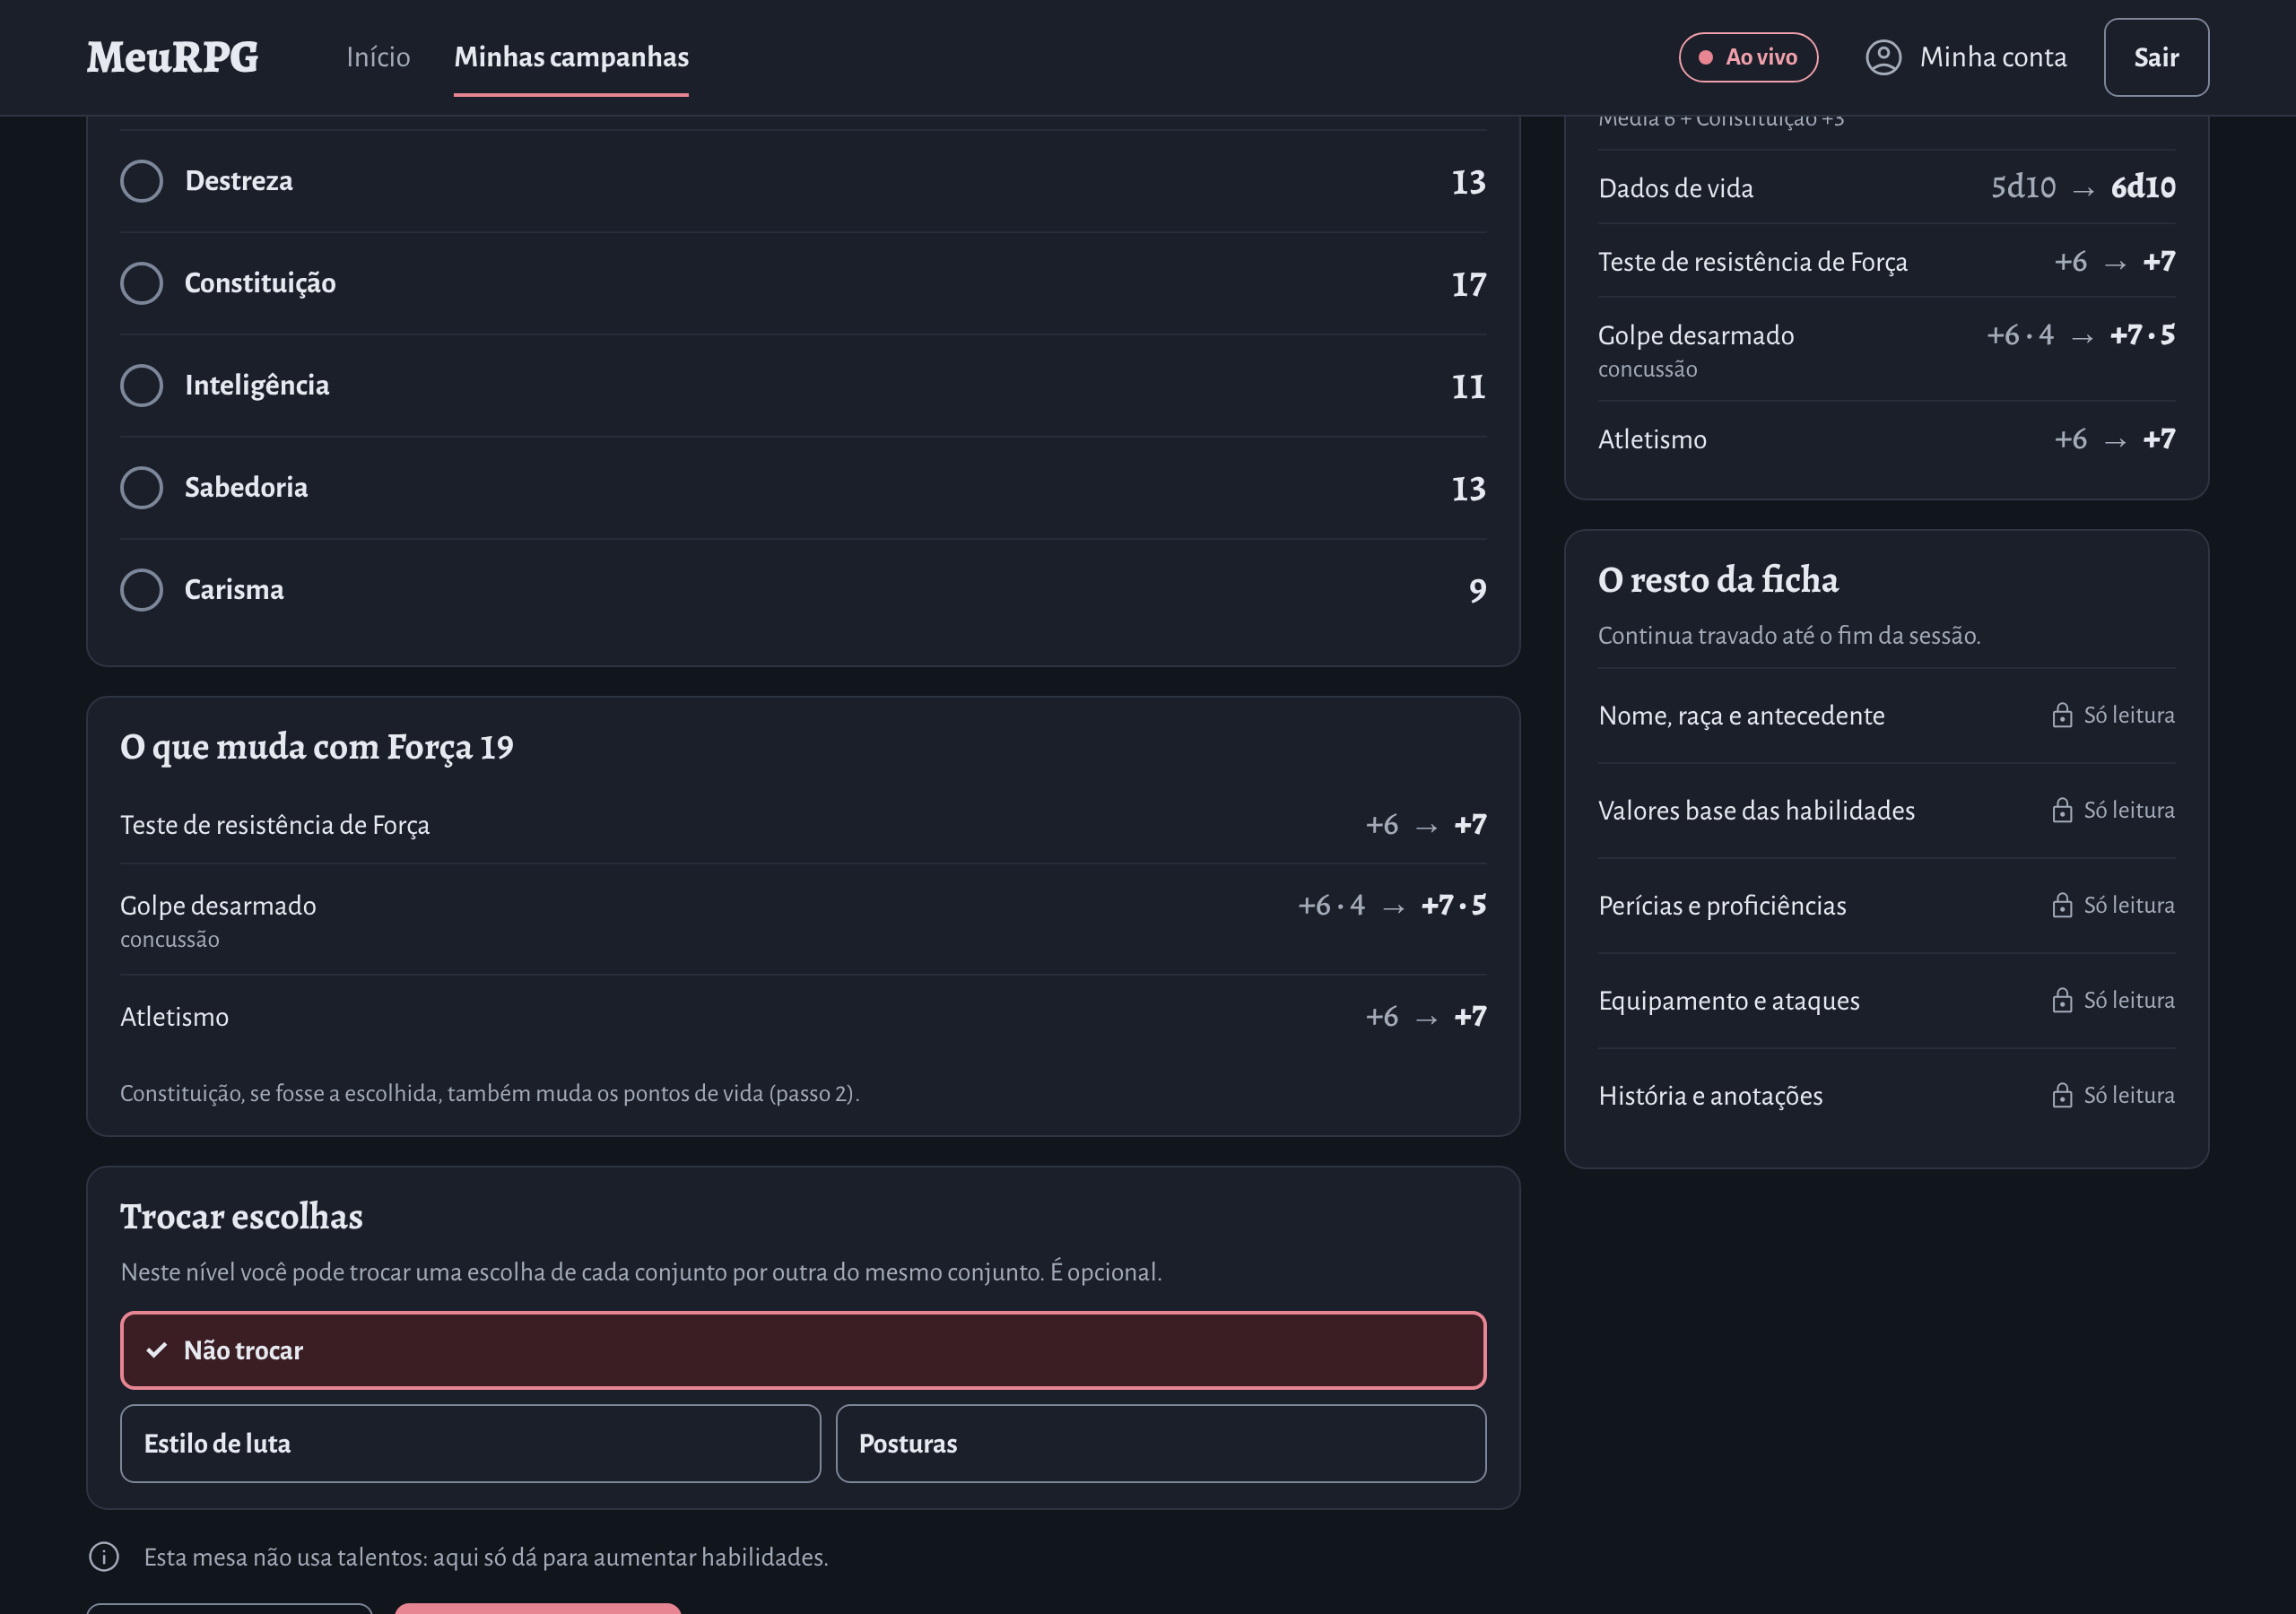 MeuRPG
Início
Minhas campanhas
Ao vivo
Minha conta
Sair
Destreza
13
Constituição
17
Inteligência
11
Sabedoria
13
Carisma
9
O que muda com Força 19
Teste de resistência de Força
+6 → +7
Golpe desarmado
+6 · 4 → +7 · 5
concussão
Atletismo
+6 → +7
Constituição, se fosse a escolhida, também muda os pontos de vida (passo 2).
Trocar escolhas
Neste nível você pode trocar uma escolha de cada conjunto por outra do mesmo conjunto. É opcional.
Não trocar
Estilo de luta
Posturas
Esta mesa não usa talentos: aqui só dá para aumentar habilidades.
Média 6 + Constituição +3
Dados de vida
5d10 → 6d10
Teste de resistência de Força
+6 → +7
Golpe desarmado
+6 · 4 → +7 · 5
concussão
Atletismo
+6 → +7
O resto da ficha
Continua travado até o fim da sessão.
Nome, raça e antecedente
Só leitura
Valores base das habilidades
Só leitura
Perícias e proficiências
Só leitura
Equipamento e ataques
Só leitura
História e anotações
Só leitura